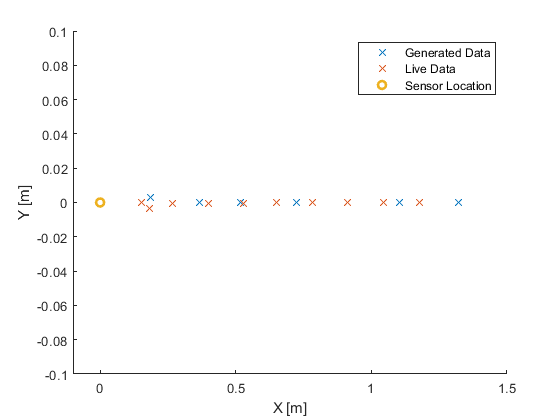 0.1
0.08
0.06
0.04
0.02
0
-0.02
-0.04
-0.06
-0.08
-0.1
Y [m]
Generated Data
Live Data
Sensor Location
0 0.5 1 1.5
X [m]